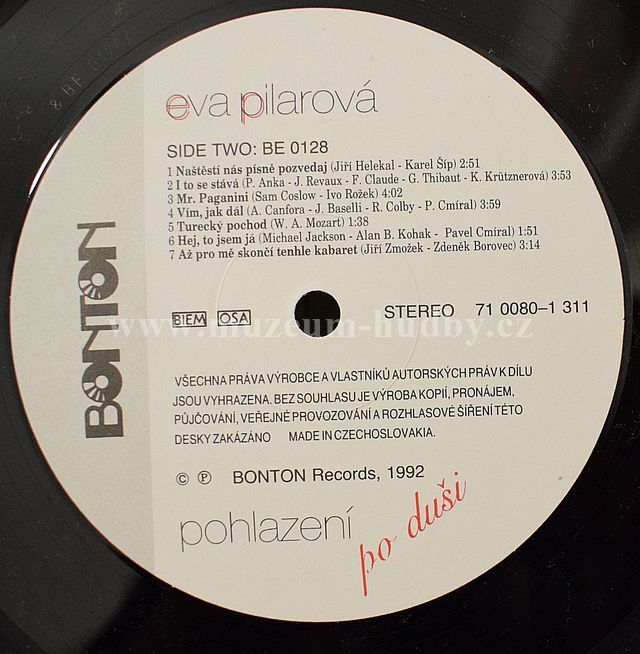 eva pilarová
SIDE TWO: BE 0128
1 Naštěstí nás písně pozvedaj (Jiří Helekal - Karel Šíp) 2:51
2 I to se stává (P. Anka - J. Revaux - F. Claude - G. Thibaut - K. Krütznerová) 3:53
3 Mr. Paganini (Sam Coslow - Ivo Rožek) 4:02
4 Vím, jak dál (A. Canfora - J. Baselli - R. Colby - P. Cmíral) 3:59
5 Turecký pochod (W. A. Mozart) 1:38
6 Hej, to jsem já (Michael Jackson - Alan B. Kohak - Pavel Cmíral) 1:51
7 Až pro mě skončí tenhle kabaret (Jiří Zmožek - Zdeněk Borovec) 3:14
BONTON
BIEM OSA STEREO 71 0080-1 311
www.muzeum-hudby.cz
VŠECHNA PRÁVA VÝROBCE A VLASTNÍKŮ AUTORSKÝCH PRÁV K DÍLU
JSOU VYHRAZENA. BEZ SOUHLASU JE VÝROBA KOPIÍ, PRONÁJEM,
PŮJČOVÁNÍ, VEŘEJNÉ PROVOZOVÁNÍ A ROZHLASOVÉ ŠÍŘENÍ TÉTO
DESKY ZAKÁZÁNO MADE IN CZECHOSLOVAKIA.
© ℗ BONTON Records, 1992
pohlazení po duši